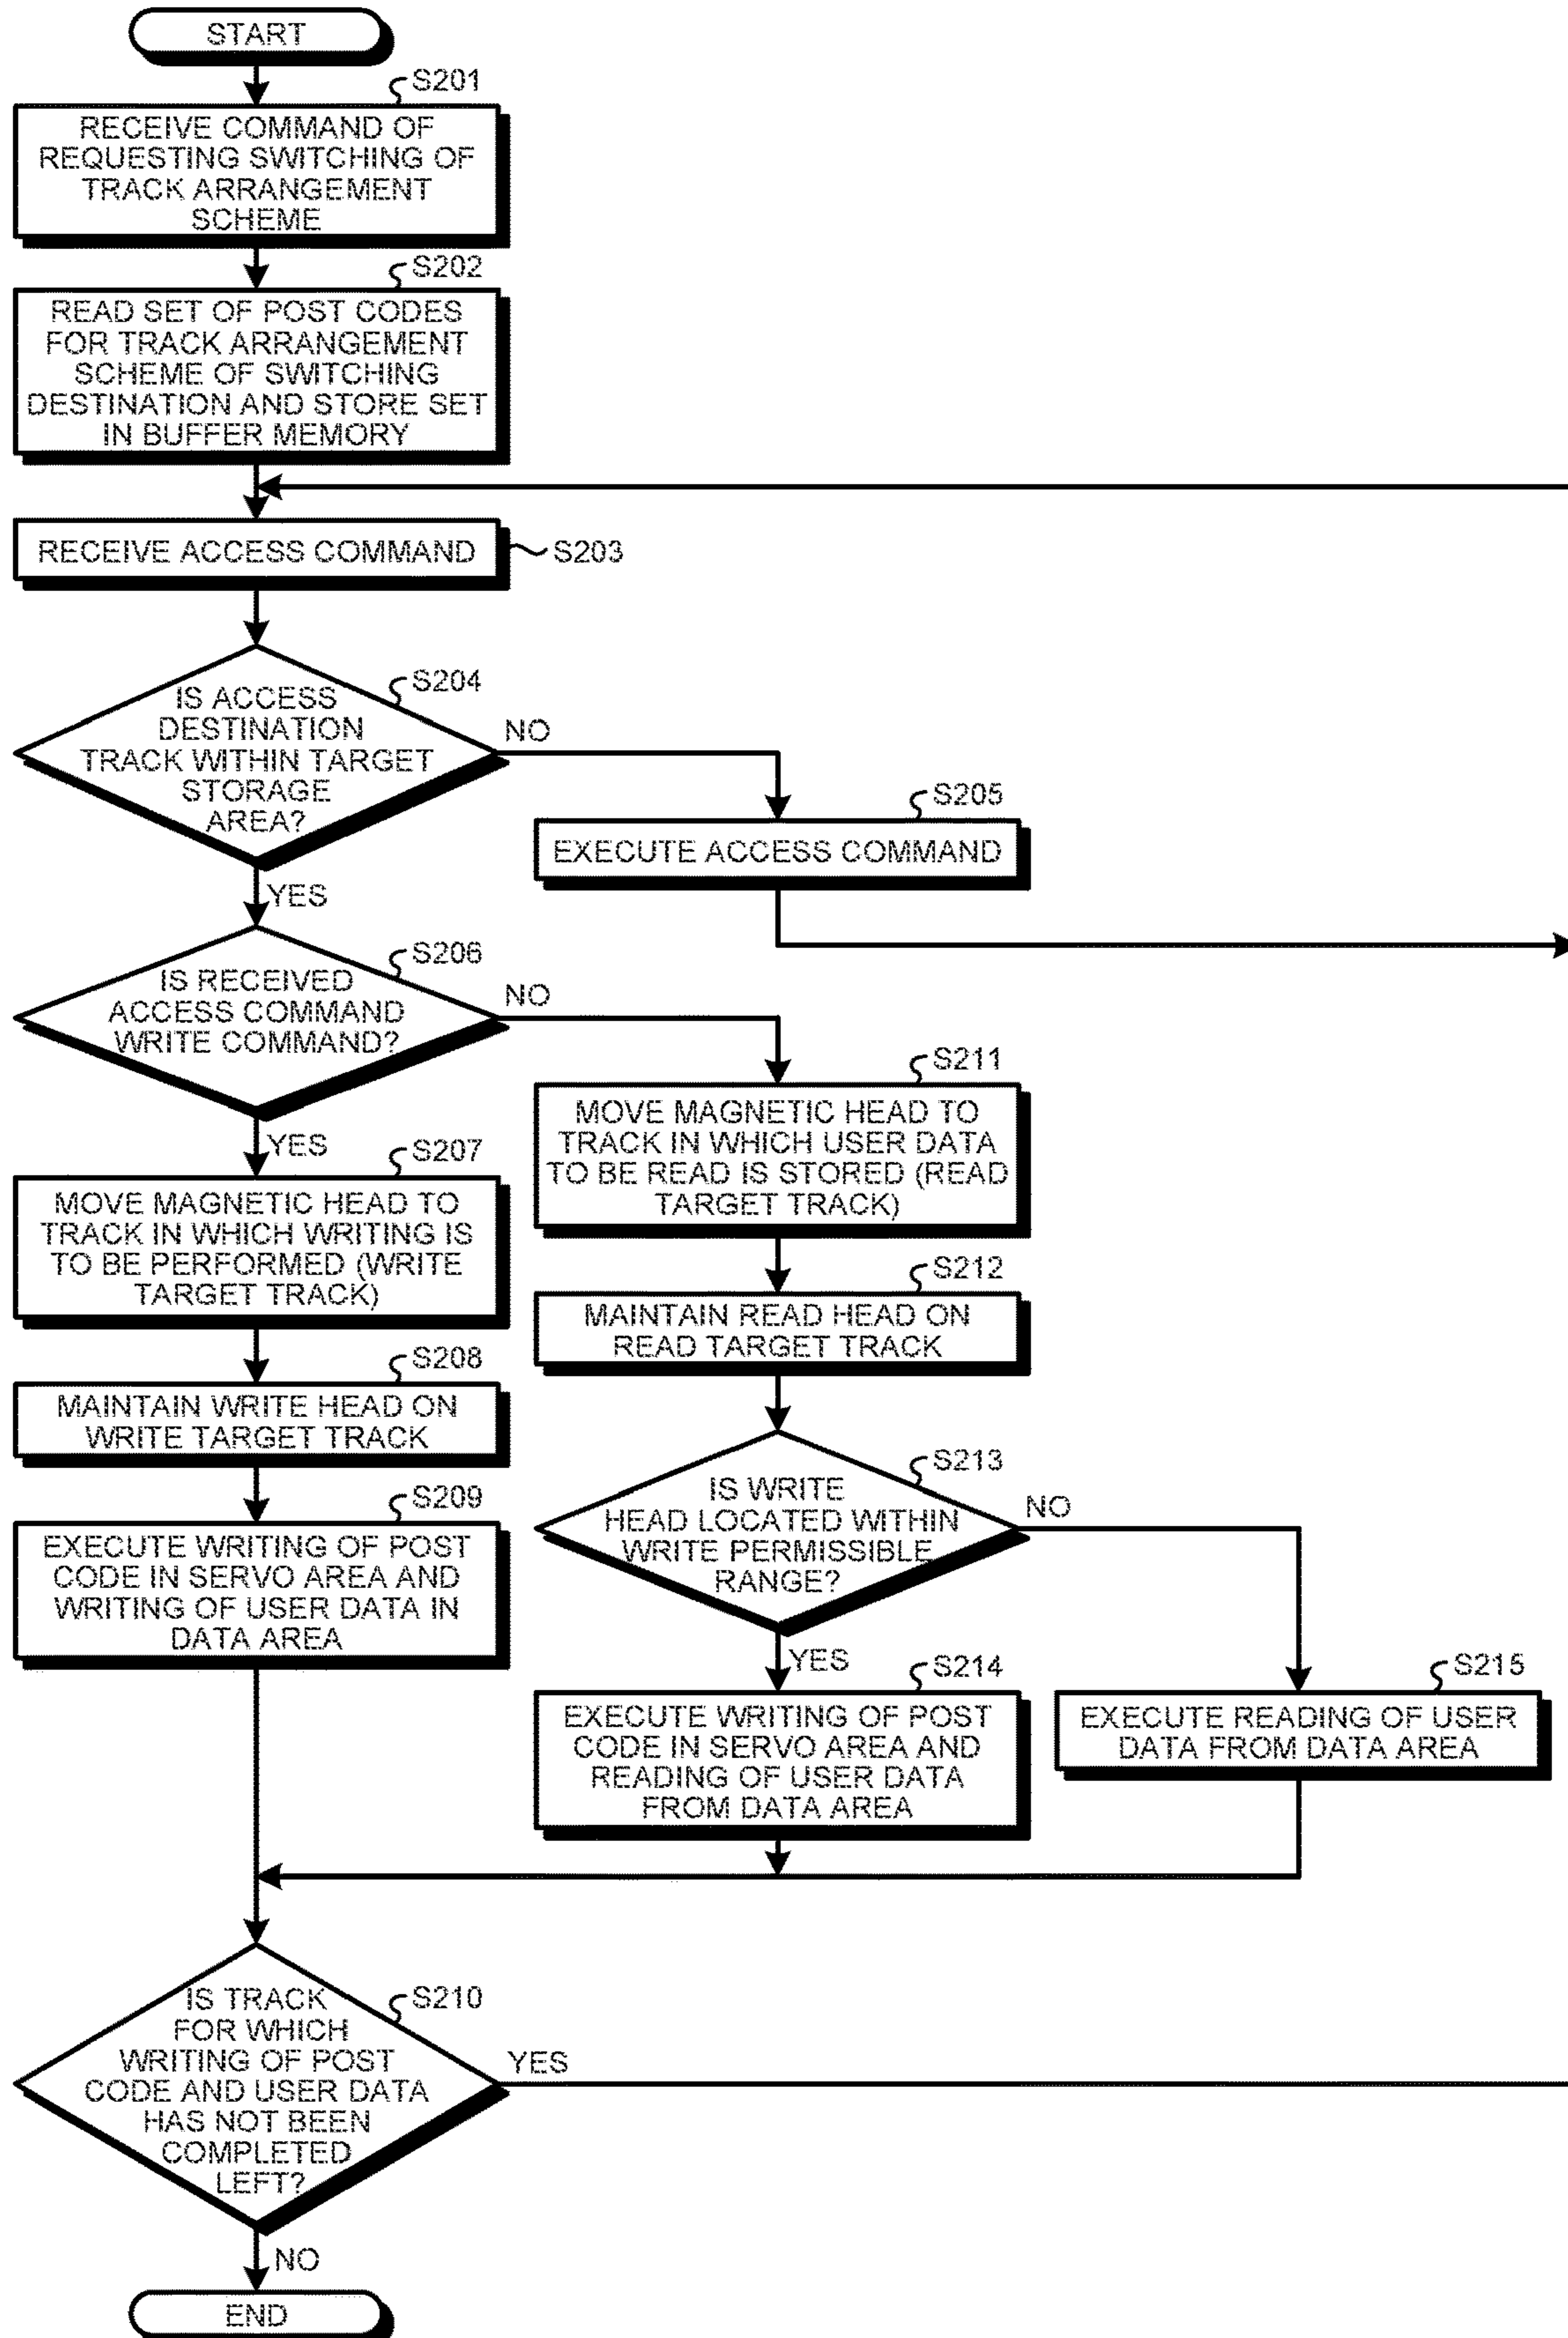 START
S201
RECEIVE COMMAND OF
REQUESTING SWITCHING OF
TRACK ARRANGEMENT
SCHEME
S202
READ SET OF POST CODES
FOR TRACK ARRANGEMENT
SCHEME OF SWITCHING
DESTINATION AND STORE SET
IN BUFFER MEMORY
RECEIVE ACCESS COMMAND
S203
S204
IS ACCESS
DESTINATION
TRACK WITHIN TARGET
STORAGE
AREA?
NO
YES
S205
EXECUTE ACCESS COMMAND
S206
IS RECEIVED
ACCESS COMMAND
WRITE COMMAND?
NO
YES
S207
MOVE MAGNETIC HEAD TO
TRACK IN WHICH WRITING IS
TO BE PERFORMED (WRITE
TARGET TRACK)
S208
MAINTAIN WRITE HEAD ON
WRITE TARGET TRACK
S209
EXECUTE WRITING OF POST
CODE IN SERVO AREA AND
WRITING OF USER DATA IN
DATA AREA
S211
MOVE MAGNETIC HEAD TO
TRACK IN WHICH USER DATA
TO BE READ IS STORED (READ
TARGET TRACK)
S212
MAINTAIN READ HEAD ON
READ TARGET TRACK
S213
IS WRITE
HEAD LOCATED WITHIN
WRITE PERMISSIBLE
RANGE?
NO
YES
S214
EXECUTE WRITING OF POST
CODE IN SERVO AREA AND
READING OF USER DATA
FROM DATA AREA
S215
EXECUTE READING OF USER
DATA FROM DATA AREA
S210
IS TRACK
FOR WHICH
WRITING OF POST
CODE AND USER DATA
HAS NOT BEEN
COMPLETED
LEFT?
YES
NO
END